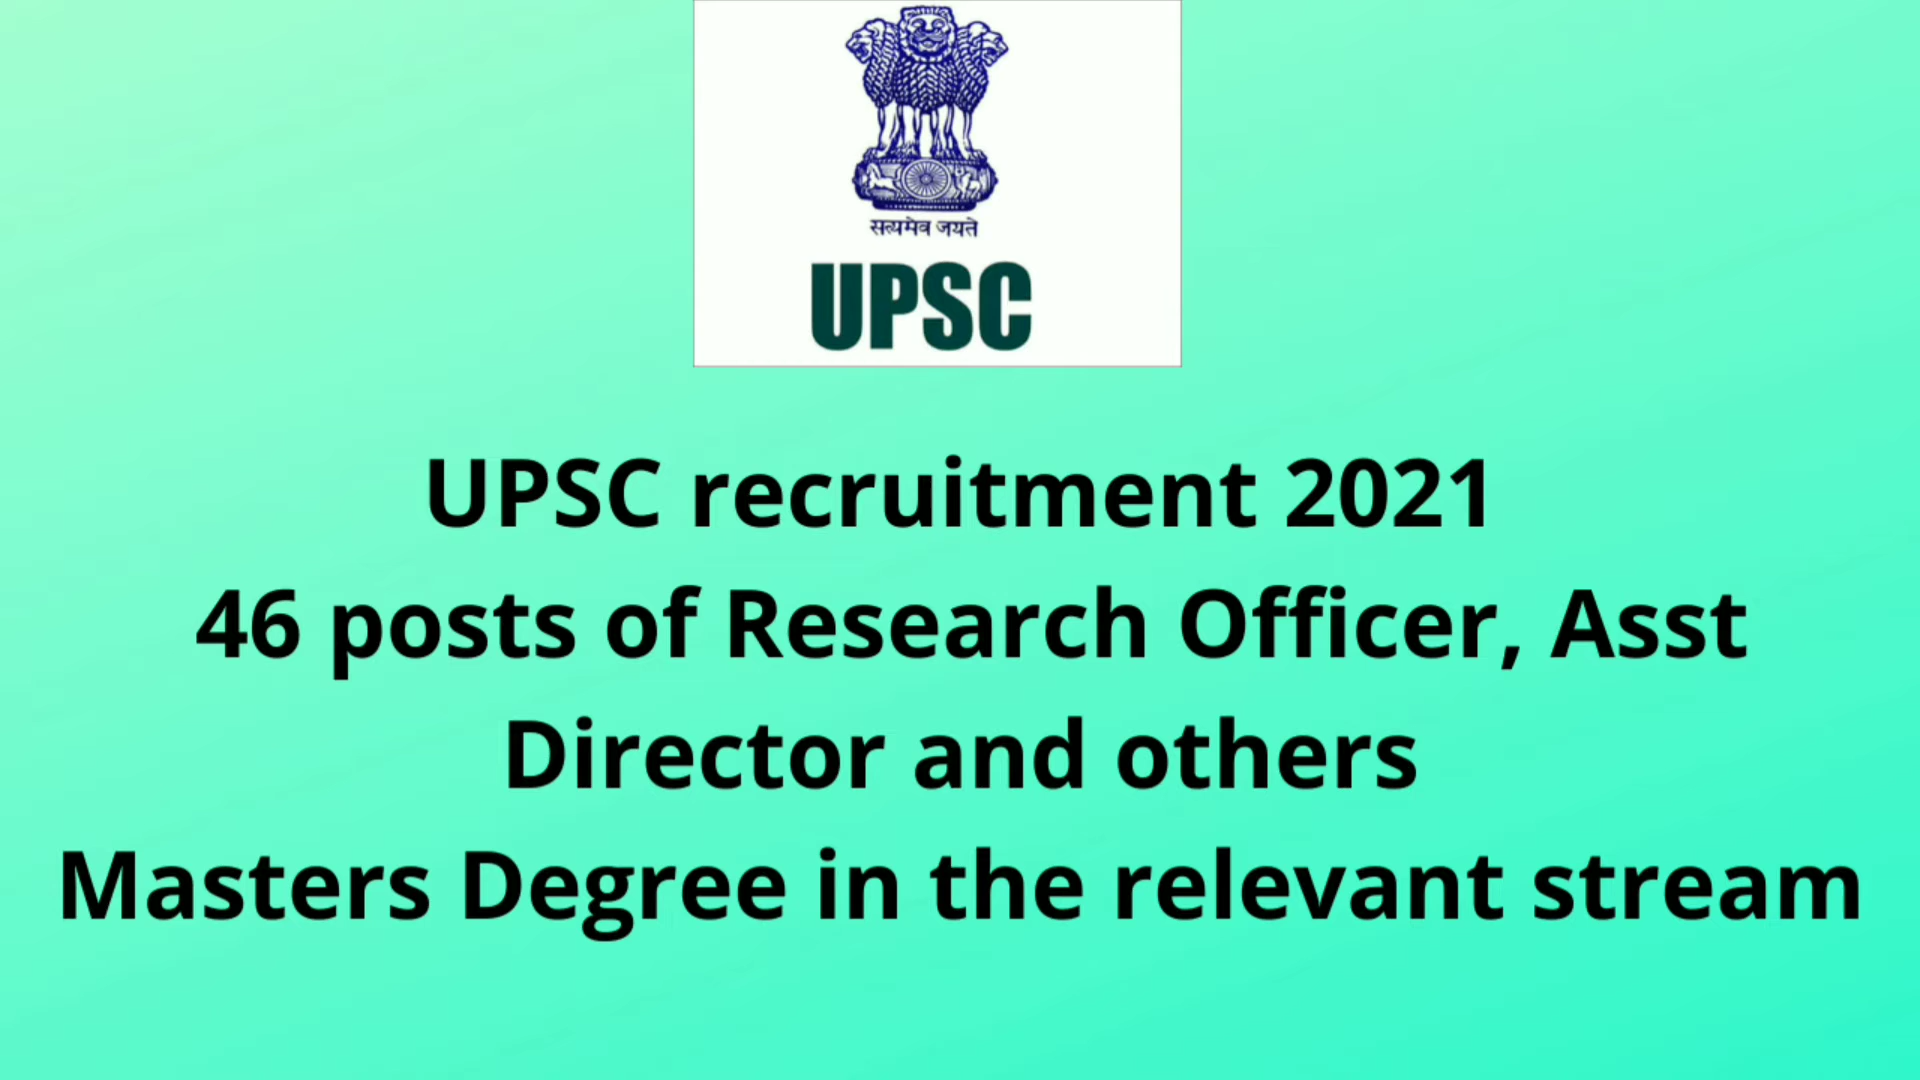 सत्यमेव जयते
UPSC
UPSC recruitment 2021
46 posts of Research Officer, Asst
Director and others
Masters Degree in the relevant stream